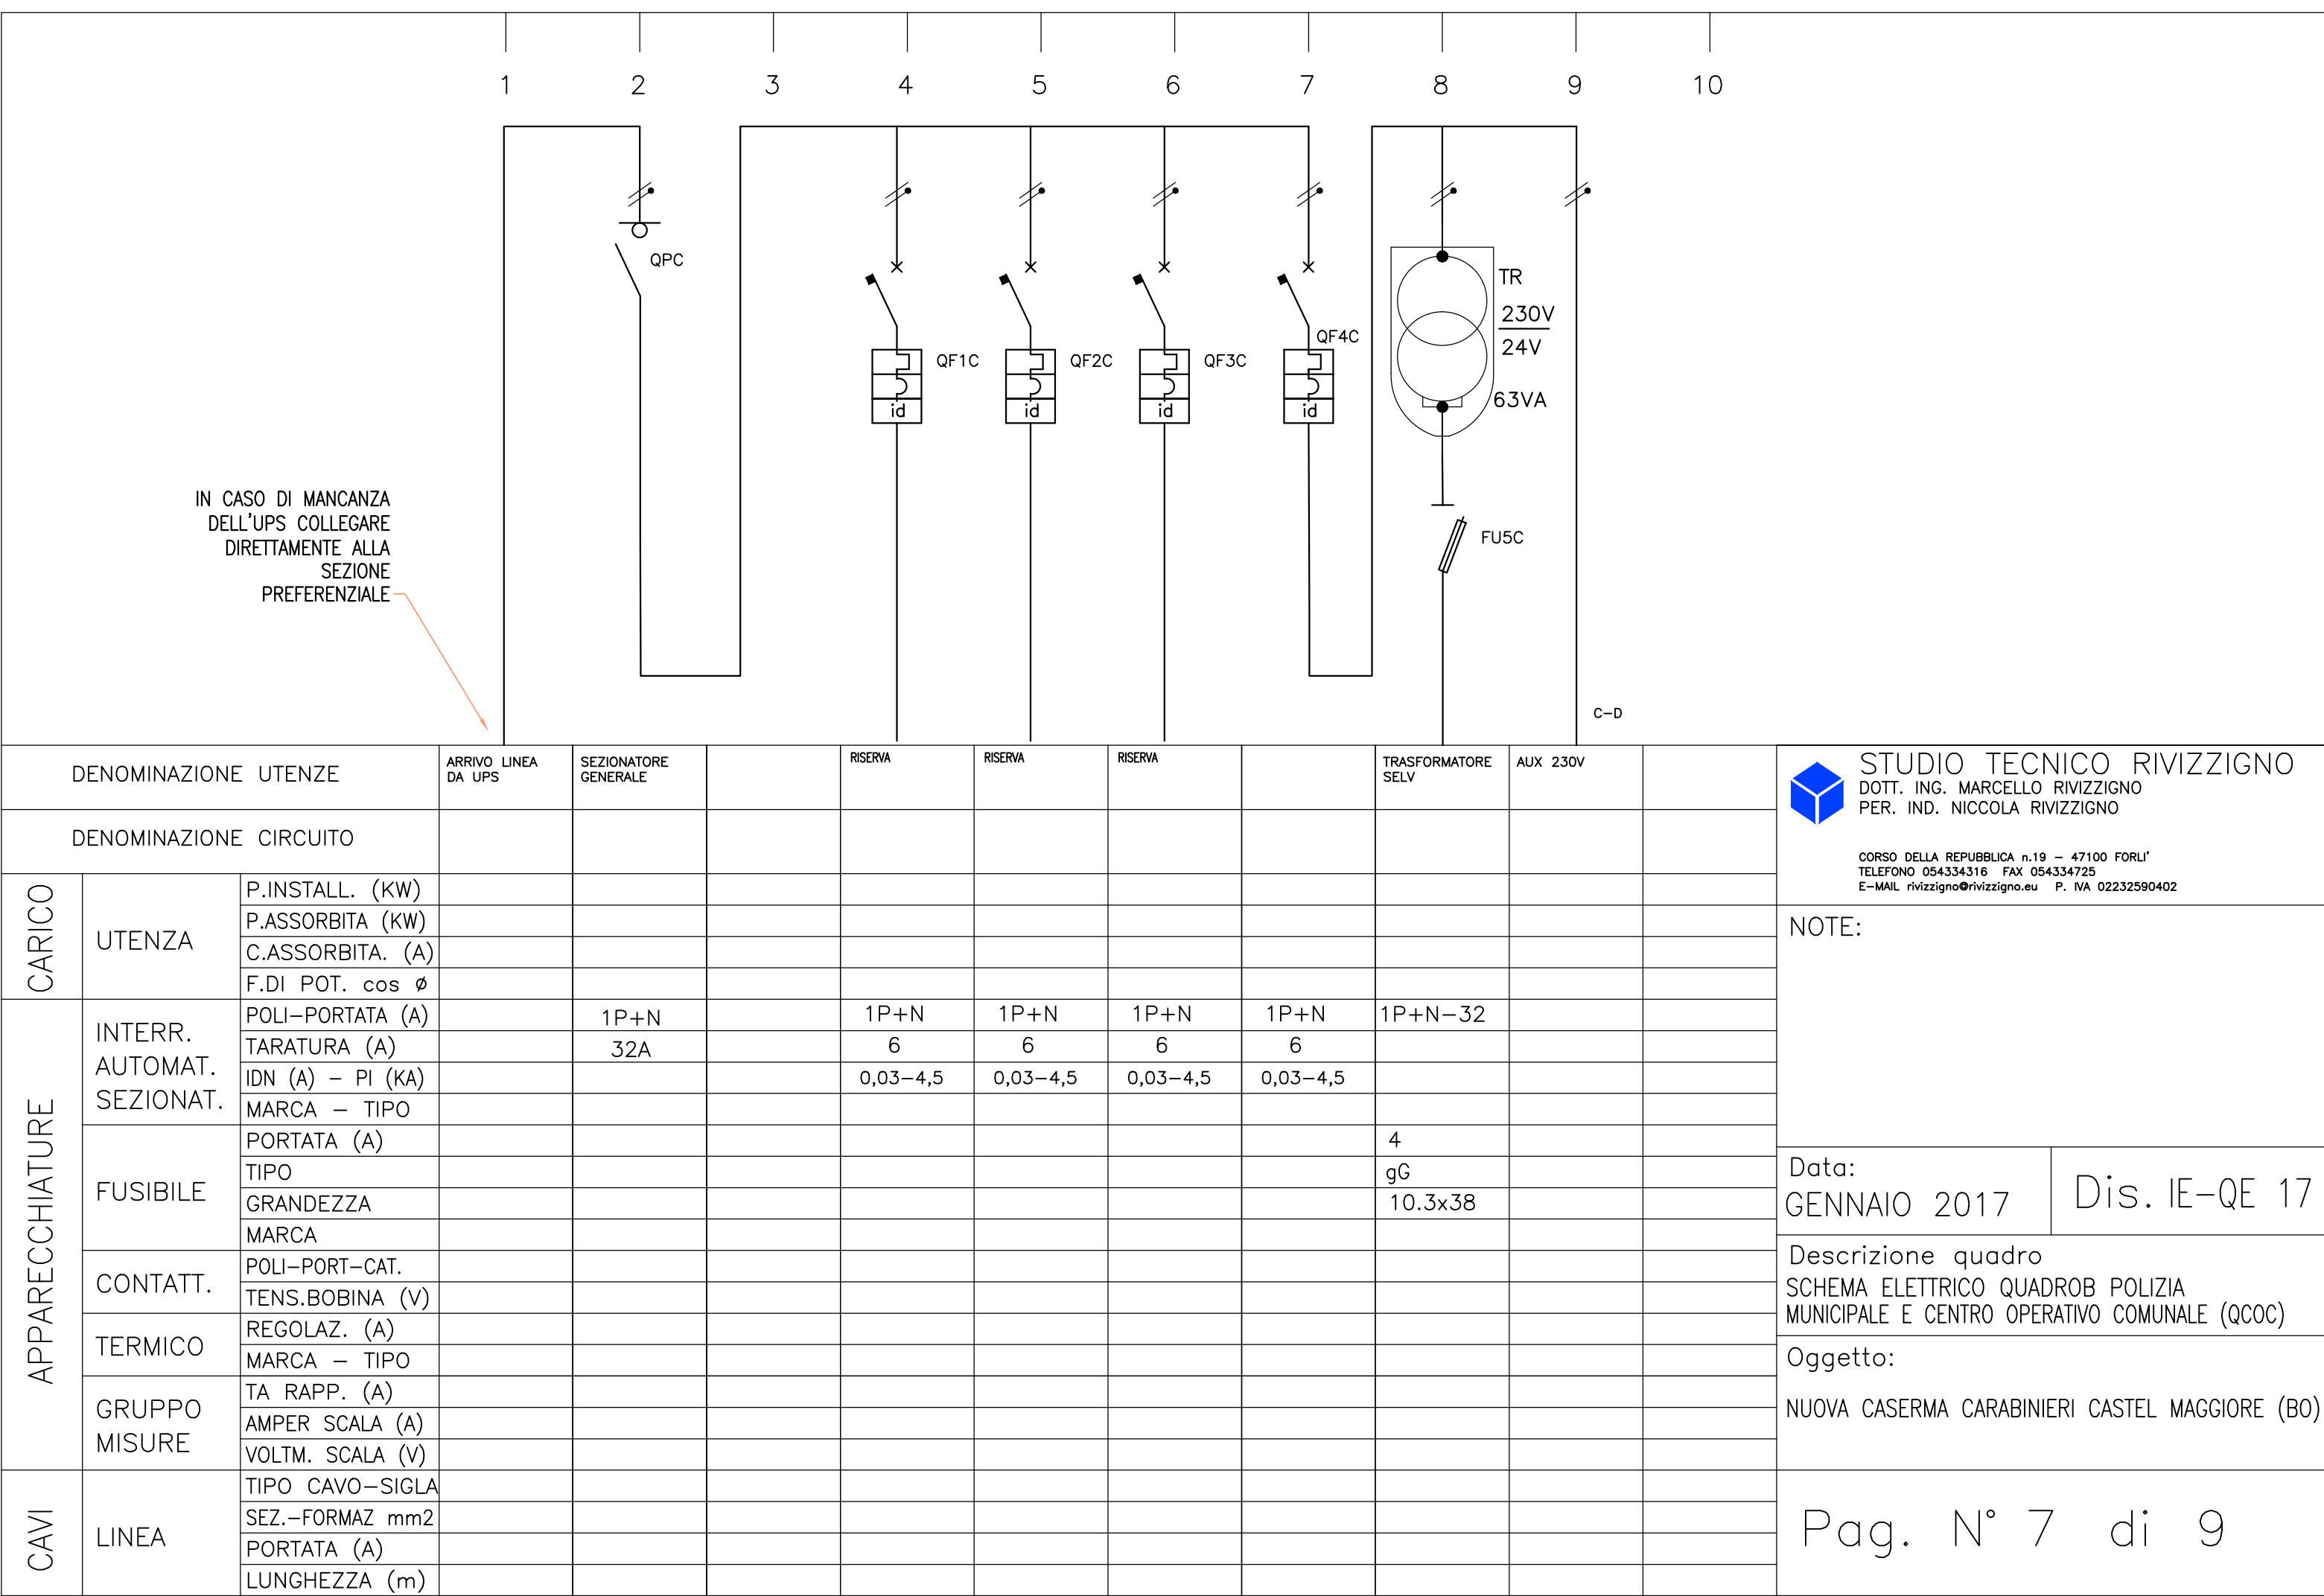 1 2 3 4 5 6 7 8 9 10
QPC
TR
230V
24V
63VA
QF1C QF2C QF3C QF4C
id id id id
FU5C
C-D
IN CASO DI MANCANZA
DELL'UPS COLLEGARE
DIRETTAMENTE ALLA
SEZIONE
PREFERENZIALE
DENOMINAZIONE UTENZE
ARRIVO LINEA
DA UPS
SEZIONATORE
GENERALE
RISERVA
RISERVA
RISERVA
TRASFORMATORE
SELV
AUX 230V
DENOMINAZIONE CIRCUITO
CARICO
UTENZA
P.INSTALL. (KW)
P.ASSORBITA (KW)
C.ASSORBITA. (A)
F.DI POT. cos Ø
APPARECCHIATURE
INTERR.
AUTOMAT.
SEZIONAT.
POLI-PORTATA (A) 1P+N 1P+N 1P+N 1P+N 1P+N 1P+N-32
TARATURA (A) 32A 6 6 6 6
IDN (A) - PI (KA) 0,03-4,5 0,03-4,5 0,03-4,5 0,03-4,5
MARCA - TIPO
FUSIBILE
PORTATA (A) 4
TIPO gG
GRANDEZZA 10.3x38
MARCA
CONTATT.
POLI-PORT-CAT.
TENS.BOBINA (V)
TERMICO
REGOLAZ. (A)
MARCA - TIPO
GRUPPO
MISURE
TA RAPP. (A)
AMPER SCALA (A)
VOLTM. SCALA (V)
CAVI
LINEA
TIPO CAVO-SIGLA
SEZ.-FORMAZ mm2
PORTATA (A)
LUNGHEZZA (m)
STUDIO TECNICO RIVIZZIGNO
DOTT. ING. MARCELLO RIVIZZIGNO
PER. IND. NICCOLA RIVIZZIGNO
CORSO DELLA REPUBBLICA n.19 - 47100 FORLI'
TELEFONO 054334316 FAX 054334725
E-MAIL rivizzigno@rivizzigno.eu P. IVA 02232590402
NOTE:
Data:
GENNAIO 2017
Dis. IE-QE 17
Descrizione quadro
SCHEMA ELETTRICO QUADROB POLIZIA
MUNICIPALE E CENTRO OPERATIVO COMUNALE (QCOC)
Oggetto:
NUOVA CASERMA CARABINIERI CASTEL MAGGIORE (BO)
Pag. N° 7 di 9